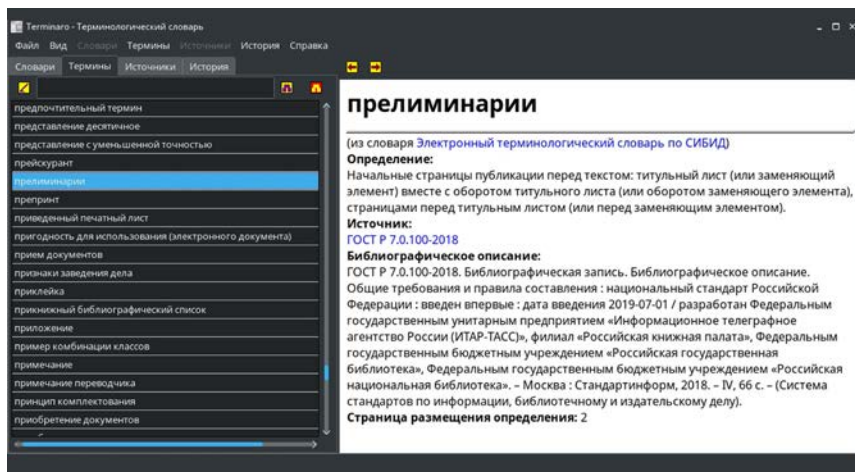 Terminaro - Терминологический словарь
Файл Вид Словари Термины Источники История Справка
Словари Термины Источники История
предпочтительный термин
представление десятичное
представление с уменьшенной точностью
прейскурант
прелиминарии
препринт
приведенный печатный лист
пригодность для использования (электронного документа)
прием документов
признаки заведения дела
приклейка
прикнижный библиографический список
приложение
пример комбинации классов
примечание
примечание переводчика
принцип комплектования
приобретение документов
прелиминарии
(из словаря Электронный терминологический словарь по СИБИД)
Определение:
Начальные страницы публикации перед текстом: титульный лист (или заменяющий
элемент) вместе с оборотом титульного листа (или оборотом заменяющего элемента),
страницами перед титульным листом (или перед заменяющим элементом).
Источник:
ГОСТ Р 7.0.100-2018
Библиографическое описание:
ГОСТ Р 7.0.100-2018. Библиографическая запись. Библиографическое описание.
Общие требования и правила составления : национальный стандарт Российской
Федерации : введен впервые : дата введения 2019-07-01 / разработан Федеральным
государственным унитарным предприятием «Информационное телеграфное
агентство России (ИТАР-ТАСС)», филиал «Российская книжная палата», Федеральным
государственным бюджетным учреждением «Российская государственная
библиотека», Федеральным государственным бюджетным учреждением «Российская
национальная библиотека». – Москва : Стандартинформ, 2018. – IV, 66 с. – (Система
стандартов по информации, библиотечному и издательскому делу).
Страница размещения определения: 2